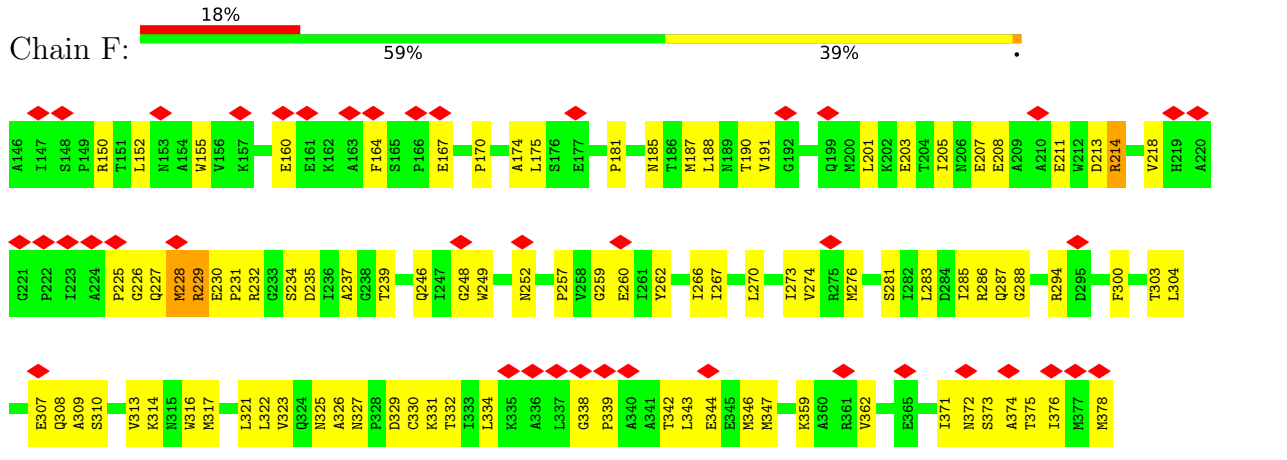 18%
Chain F:
59% 39% •
A146 I147 S148 P149 R150 T151 L152 N153 A154 W155 V156 K157 E160 E161 K162 A163 F164 S165 P166 E167 P170 A174 L175 S176 E177 P181 N185 T186 M187 L188 N189 T190 V191 G192 Q199 M200 L201 K202 E203 T204 I205 N206 E207 E208 A209 A210 E211 W212 D213 R214 V218 H219 A220
G221 P222 I223 A224 P225 G226 Q227 M228 R229 E230 P231 R232 G233 S234 D235 I236 A237 G238 T239 Q246 I247 G248 W249 N252 P257 V258 G259 E260 I261 Y262 I266 I267 L270 I273 V274 R275 M276 S281 I282 L283 D284 I285 R286 Q287 G288 R294 D295 F300 T303 L304
E307 Q308 A309 S310 V313 K314 N315 W316 M317 L321 L322 V323 Q324 N325 A326 N327 P328 D329 C330 K331 T332 I333 L334 K335 A336 L337 G338 P339 A340 A341 T342 L343 E344 E345 M346 M347 K359 A360 R361 V362 E365 I371 N372 S373 A374 T375 I376 M377 M378